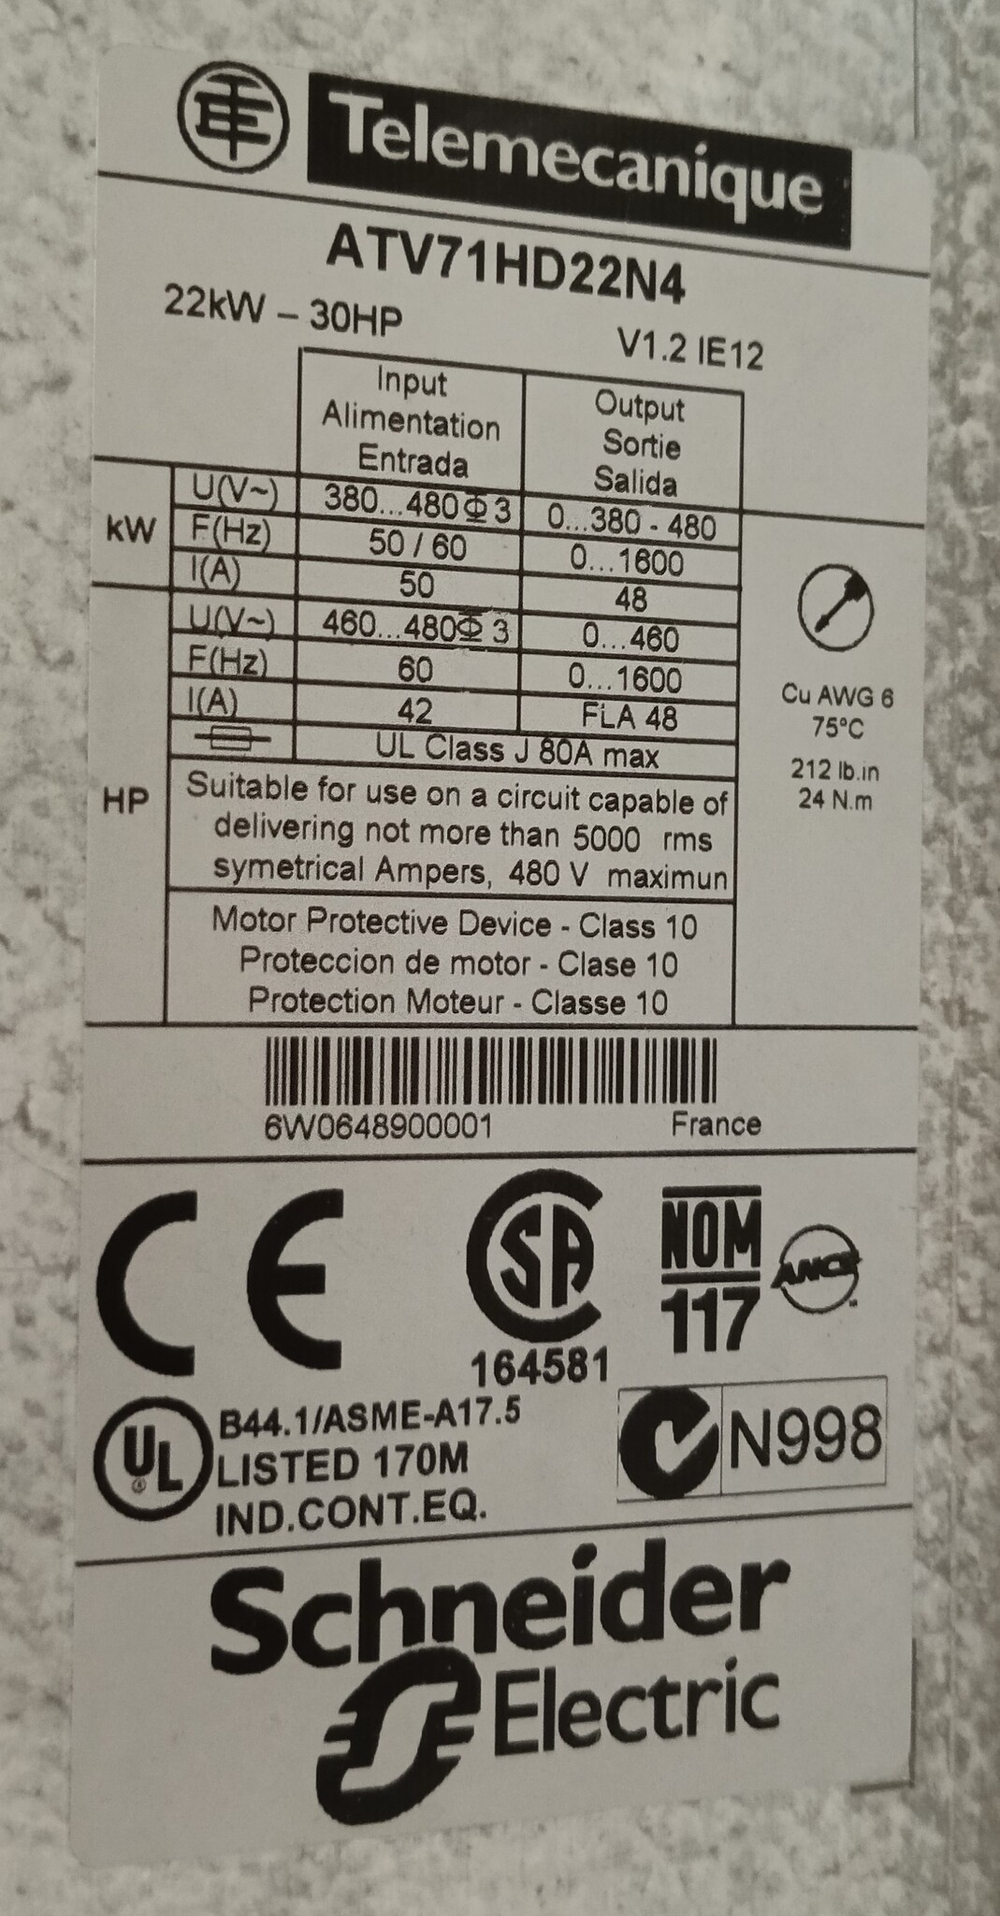 Telemecanique
ATV71HD22N4
22kW – 30HP
V1.2 IE12
Input
Alimentation
Entrada
Output
Sortie
Salida
kW
U(V~) 380...480Φ3 0...380 - 480
F(Hz) 50 / 60 0...1600
I(A) 50 48
HP
U(V~) 460...480Φ3 0...460
F(Hz) 60 0...1600
I(A) 42 FLA 48
UL Class J 80A max
Suitable for use on a circuit capable of
delivering not more than 5000 rms
symetrical Ampers, 480 V maximun
Motor Protective Device - Class 10
Proteccion de motor - Clase 10
Protection Moteur - Classe 10
Cu AWG 6
75°C
212 lb.in
24 N.m
6W0648900001 France
CE
SA
164581
NOM
117
ANCE
UL
B44.1/ASME-A17.5
LISTED 170M
IND.CONT.EQ.
N998
Schneider
Electric